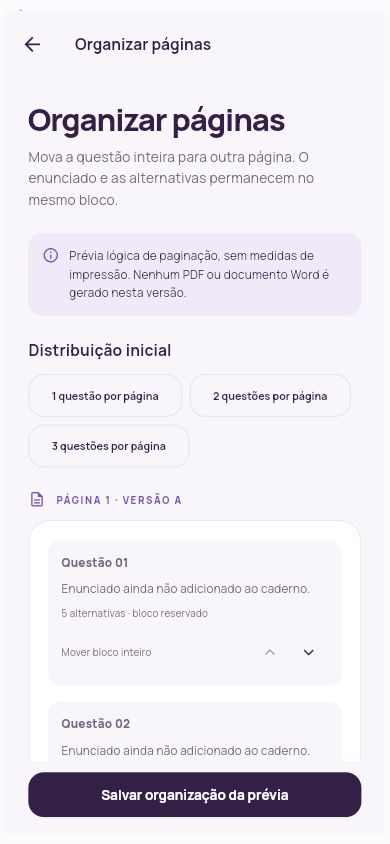 Organizar páginas
Organizar páginas
Mova a questão inteira para outra página. O
enunciado e as alternativas permanecem no
mesmo bloco.
Prévia lógica de paginação, sem medidas de
impressão. Nenhum PDF ou documento Word é
gerado nesta versão.
Distribuição inicial
1 questão por página
2 questões por página
3 questões por página
PÁGINA 1 · VERSÃO A
Questão 01
Enunciado ainda não adicionado ao caderno.
5 alternativas · bloco reservado
Mover bloco inteiro
Questão 02
Enunciado ainda não adicionado ao caderno.
Salvar organização da prévia